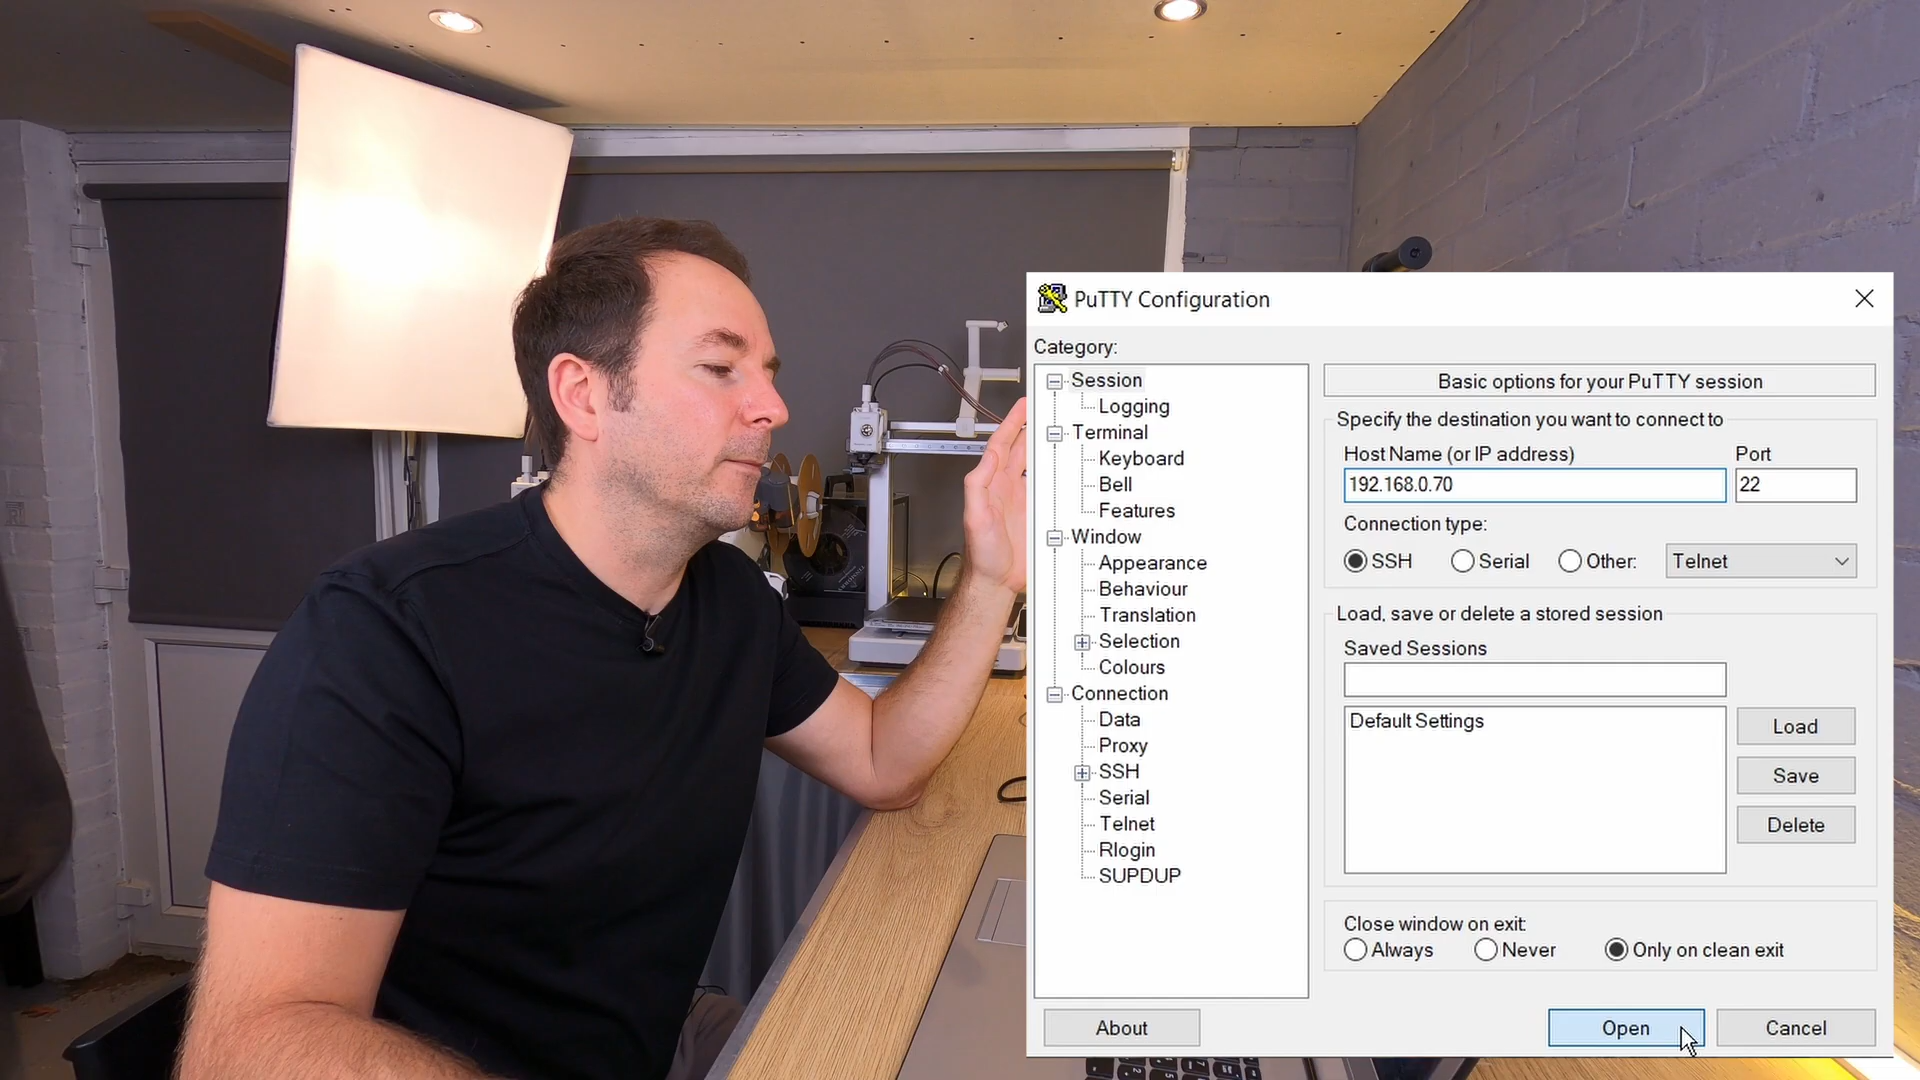 PuTTY Configuration
Category:
Session
Logging
Terminal
Keyboard
Bell
Features
Window
Appearance
Behaviour
Translation
Selection
Colours
Connection
Data
Proxy
SSH
Serial
Telnet
Rlogin
SUPDUP
Basic options for your PuTTY session
Specify the destination you want to connect to
Host Name (or IP address) Port
192.168.0.70 22
Connection type:
SSH Serial Other: Telnet
Load, save or delete a stored session
Saved Sessions
Default Settings
Load
Save
Delete
Close window on exit:
Always Never Only on clean exit
About Open Cancel